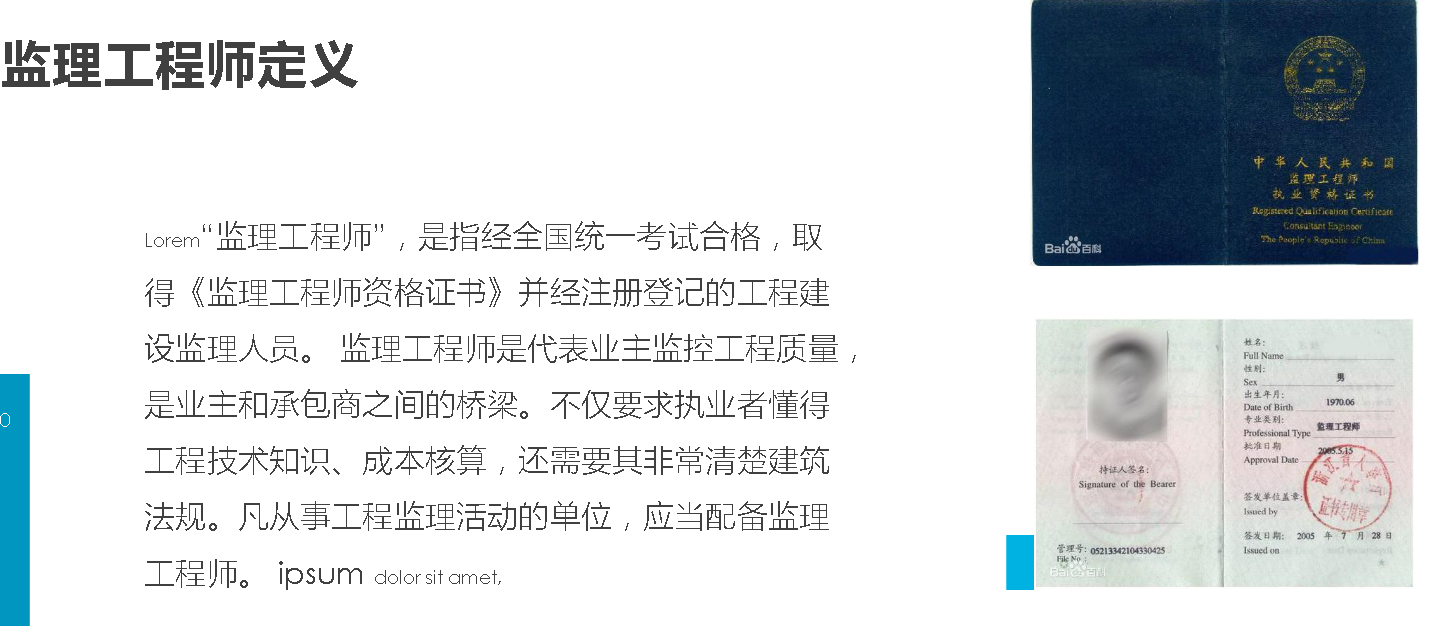 监理工程师定义
Lorem“监理工程师”，是指经全国统一考试合格，取
得《监理工程师资格证书》并经注册登记的工程建
设监理人员。 监理工程师是代表业主监控工程质量，
是业主和承包商之间的桥梁。不仅要求执业者懂得
工程技术知识、成本核算，还需要其非常清楚建筑
法规。凡从事工程监理活动的单位，应当配备监理
工程师。 ipsum dolor sit amet,
0
中华人民共和国
监理工程师
执业资格证书
Registered Qualification Certificate
Consultant Engineer
The People's Republic of China
Bai百科
持证人签名:
Signature of the Bearer
管理号: 05213342104330425
File No :
Bai百科
姓名:
Full Name
性别: 男
Sex
出生年月: 1970.06
Date of Birth
专业类别: 监理工程师
Professional Type
批准日期 2005.5.15
Approval Date
签发单位盖章:
Issued by
证书专用章
签发日期: 2005 年 7 月 28 日
Issued on